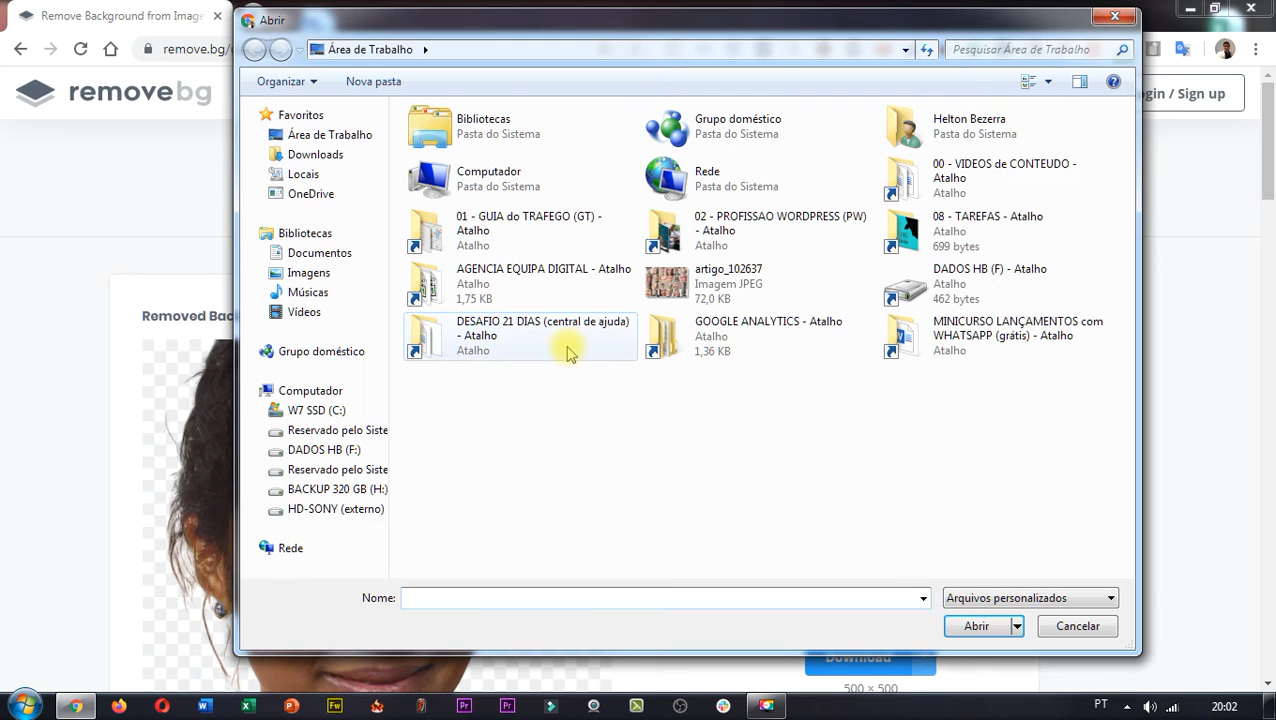 Remove Background from Image
Abrir
remove.bg/
Área de Trabalho
Pesquisar Área de Trabalho
Organizar
Nova pasta
removebg
ogin / Sign up
Favoritos
Área de Trabalho
Downloads
Locais
OneDrive
Bibliotecas
Documentos
Imagens
Músicas
Vídeos
Grupo doméstico
Computador
W7 SSD (C:)
Reservado pelo Siste
DADOS HB (F:)
Reservado pelo Siste
BACKUP 320 GB (H:)
HD-SONY (externo)
Rede
Bibliotecas
Pasta do Sistema
Grupo doméstico
Pasta do Sistema
Helton Bezerra
Pasta do Sistema
Computador
Pasta do Sistema
Rede
Pasta do Sistema
00 - VIDEOS de CONTEUDO -
Atalho
Atalho
01 - GUIA do TRAFEGO (GT) -
Atalho
Atalho
02 - PROFISSAO WORDPRESS (PW)
- Atalho
Atalho
08 - TAREFAS - Atalho
Atalho
699 bytes
AGENCIA EQUIPA DIGITAL - Atalho
Atalho
1,75 KB
artigo_102637
Imagem JPEG
72,0 KB
DADOS HB (F) - Atalho
Atalho
462 bytes
DESAFIO 21 DIAS (central de ajuda)
- Atalho
Atalho
GOOGLE ANALYTICS - Atalho
Atalho
1,36 KB
MINICURSO LANÇAMENTOS com
WHATSAPP (grátis) - Atalho
Atalho
Removed Bac
Nome:
Arquivos personalizados
Abrir
Cancelar
Download
500 × 500
W
X
P
Fw
Pr
Pr
PT
20:02